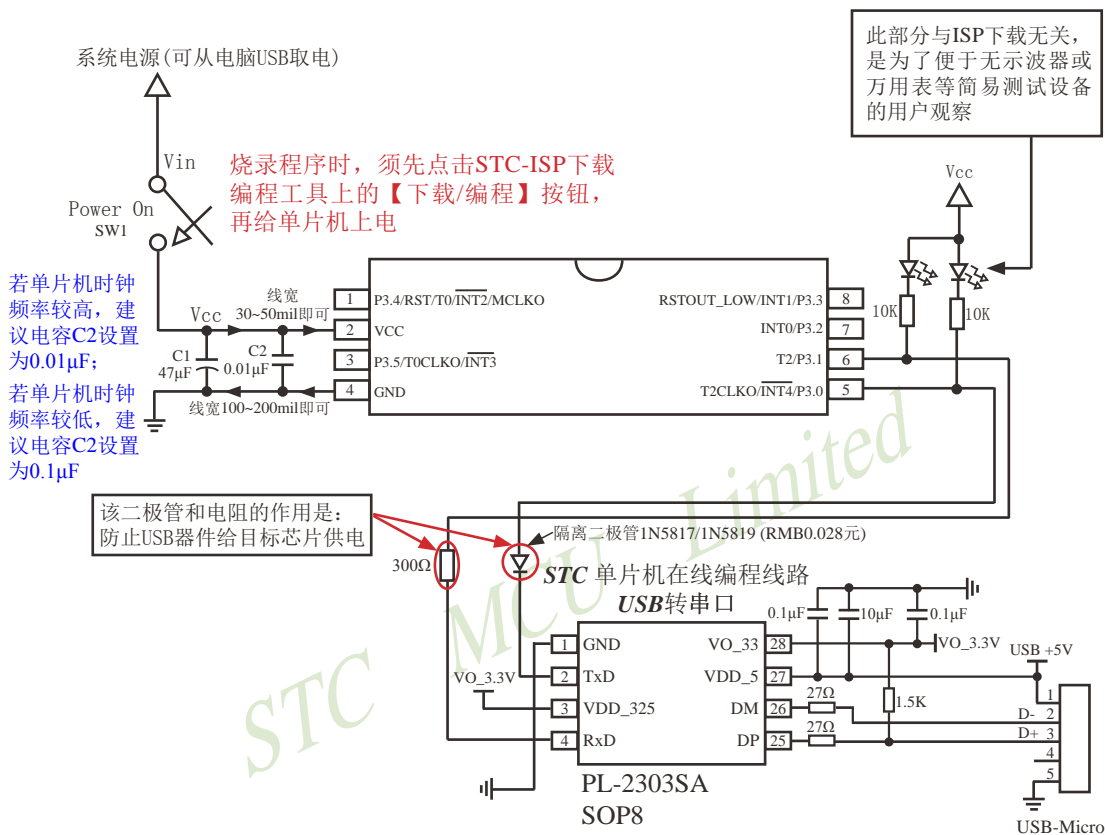 系统电源(可从电脑USB取电)
Vin
Power On
SW1
烧录程序时，须先点击STC-ISP下载
编程工具上的【下载/编程】按钮，
再给单片机上电
此部分与ISP下载无关，
是为了便于无示波器或
万用表等简易测试设备
的用户观察
Vcc
10K
10K
若单片机时钟
频率较高，建
议电容C2设置
为0.01μF；
若单片机时钟
频率较低，建
议电容C2设置
为0.1μF
Vcc
线宽
30~50mil即可
C1
47μF
C2
0.01μF
线宽100~200mil即可
1 P3.4/RST/T0/INT2/MCLKO
2 VCC
3 P3.5/T0CLKO/INT3
4 GND
RSTOUT_LOW/INT1/P3.3 8
INT0/P3.2 7
T2/P3.1 6
T2CLKO/INT4/P3.0 5
该二极管和电阻的作用是：
防止USB器件给目标芯片供电
300Ω
隔离二极管1N5817/1N5819 (RMB0.028元)
STC 单片机在线编程线路
USB转串口
STC MCU Limited
0.1μF
10μF
0.1μF
1 GND
2 TxD
3 VDD_325
4 RxD
VO_33 28
VDD_5 27
DM 26
DP 25
VO_3.3V
VO_3.3V
USB +5V
27Ω
27Ω
1.5K
1
D- 2
D+ 3
4
5
PL-2303SA
SOP8
USB-Micro